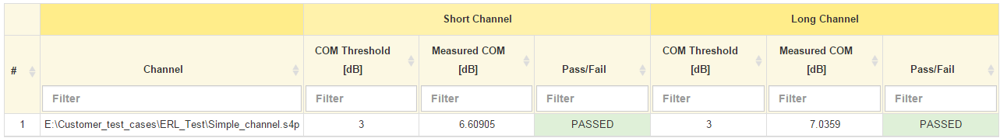 Short Channel Long Channel
# Channel COM Threshold [dB] Measured COM [dB] Pass/Fail COM Threshold [dB] Measured COM [dB] Pass/Fail
Filter Filter Filter Filter Filter Filter Filter
1 E:\Customer_test_cases\ERL_Test\Simple_channel.s4p 3 6.60905 PASSED 3 7.0359 PASSED